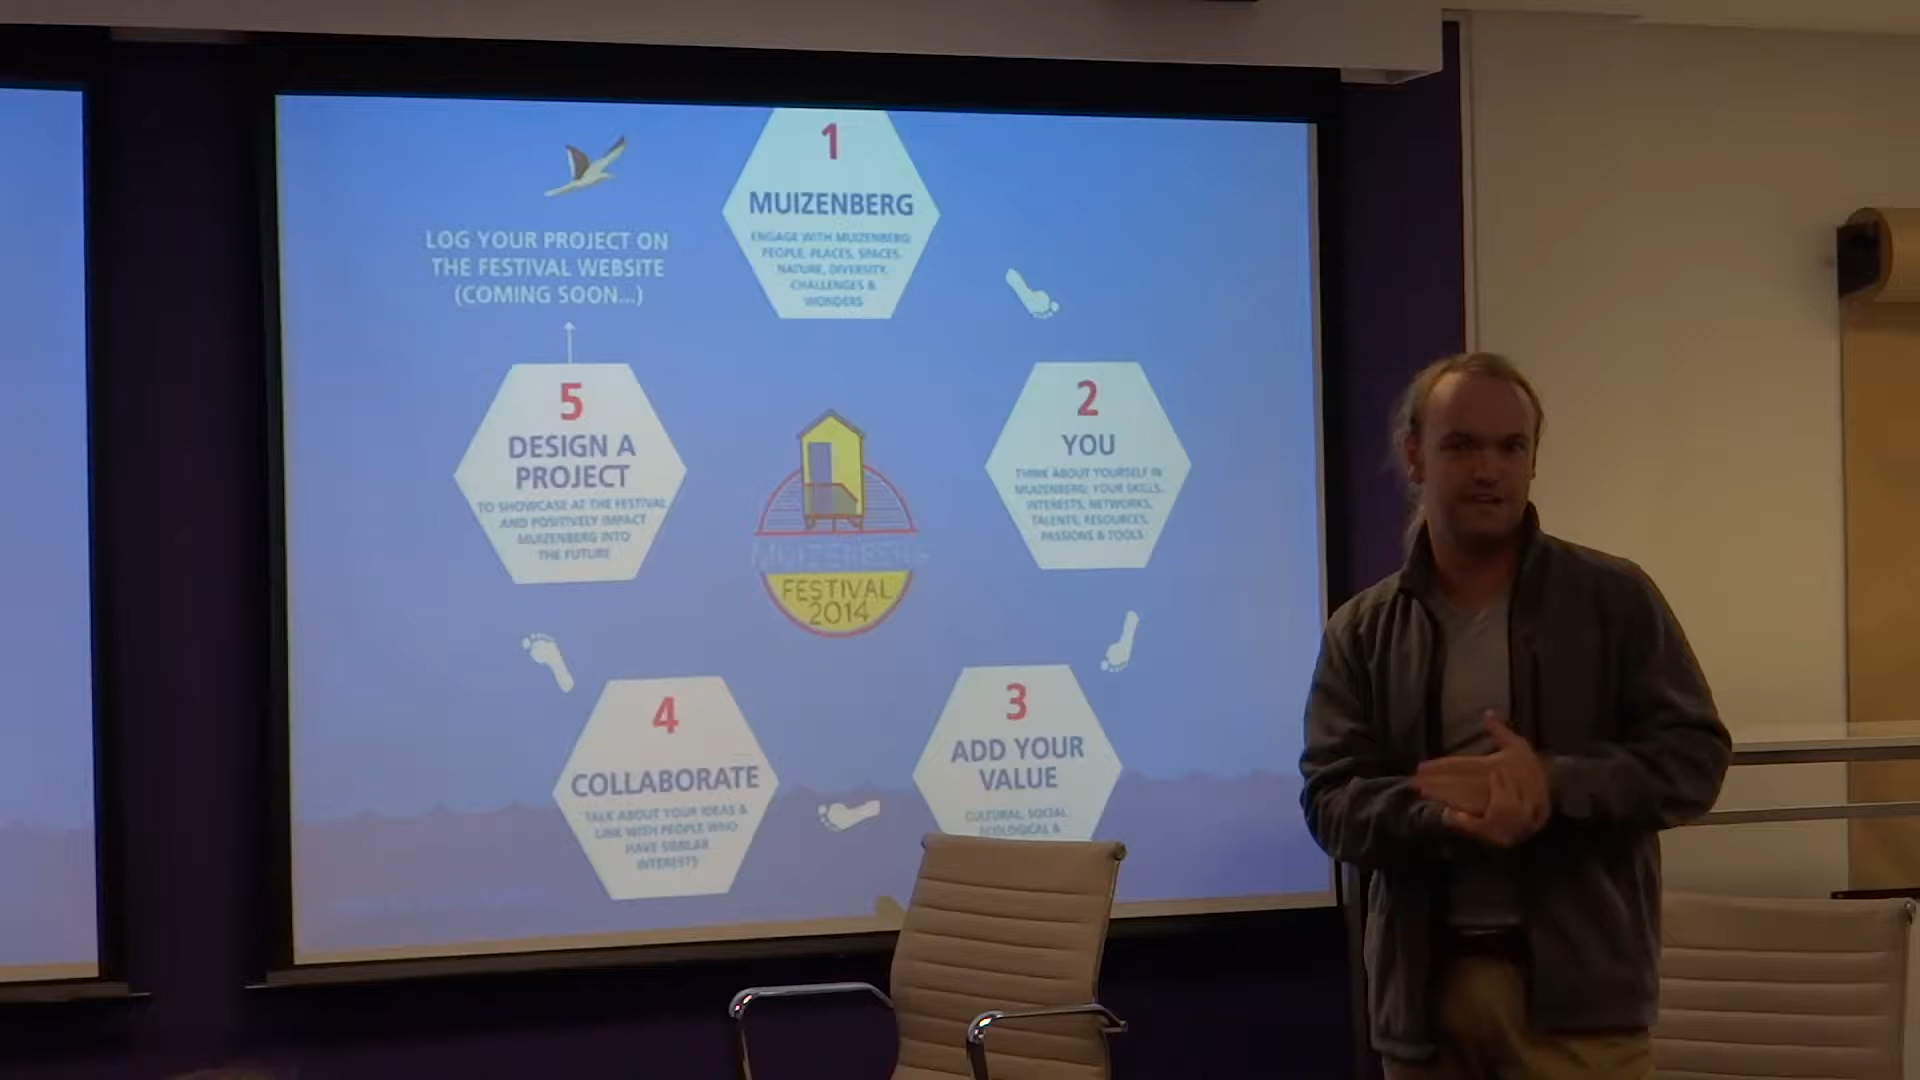 1
MUIZENBERG
ENGAGE WITH MUIZENBERG:
PEOPLE, PLACES, SPACES,
NATURE, DIVERSITY,
CHALLENGES &
WONDERS
LOG YOUR PROJECT ON
THE FESTIVAL WEBSITE
(COMING SOON...)
2
YOU
THINK ABOUT YOURSELF IN
MUIZENBERG: YOUR SKILLS,
INTERESTS, NETWORKS,
TALENTS, RESOURCES,
PASSIONS & TOOLS
3
ADD YOUR
VALUE
CULTURAL, SOCIAL
ECOLOGICAL &
4
COLLABORATE
TALK ABOUT YOUR IDEAS &
LINK WITH PEOPLE WHO
HAVE SIMILAR
INTERESTS
5
DESIGN A
PROJECT
TO SHOWCASE AT THE FESTIVAL
AND POSITIVELY IMPACT
MUIZENBERG INTO
THE FUTURE
MUIZENBERG
FESTIVAL
2014